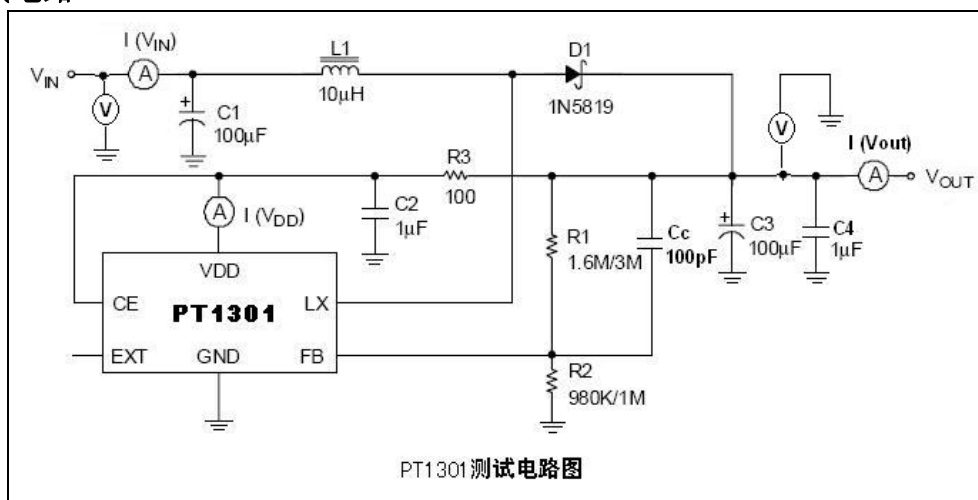 I (VIN)
VIN
A
V
C1
100µF
L1
10µH
D1
1N5819
V
I (Vout)
A
VOUT
R3
100
A
I (VDD)
C2
1µF
R1
1.6M/3M
Cc
100pF
C3
100µF
C4
1µF
VDD
CE
PT1301
LX
EXT
GND
FB
R2
980K/1M
PT1301测试电路图